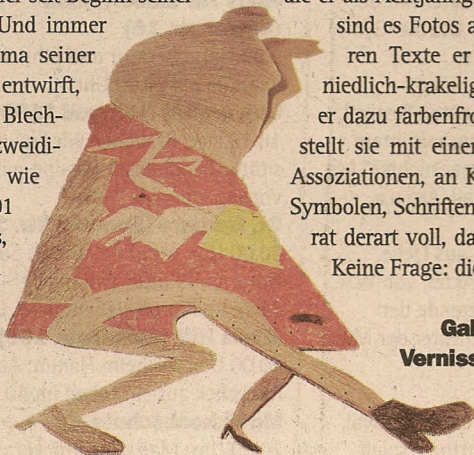 Und immer
ma seiner
entwirft,
Blech-
zweidi-
wie
01
sind es Fotos a
ren Texte er
niedlich-krakelig
er dazu farbenfro
stellt sie mit einer
Assoziationen, an K
Symbolen, Schriften
rat derart voll, da
Keine Frage: die
Gal
Verniss